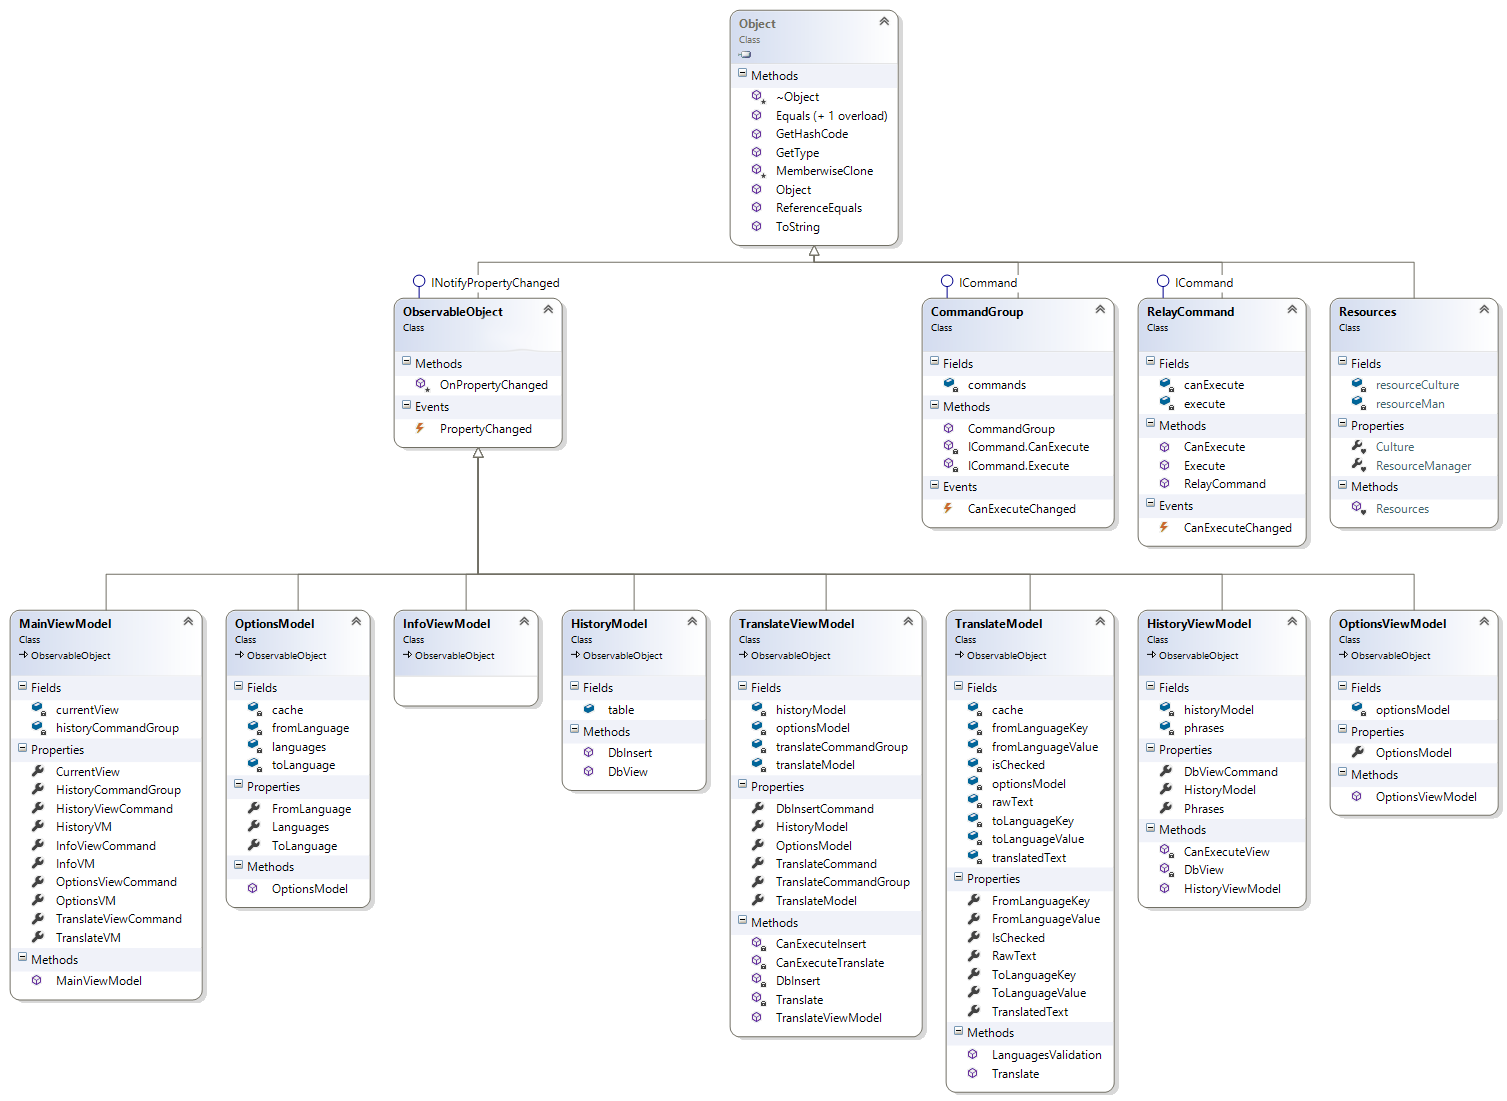 Object
Class
Methods
~Object
Equals (+ 1 overload)
GetHashCode
GetType
MemberwiseClone
Object
ReferenceEquals
ToString
INotifyPropertyChanged
ObservableObject
Class
Methods
OnPropertyChanged
Events
PropertyChanged
ICommand
CommandGroup
Class
Fields
commands
Methods
CommandGroup
ICommand.CanExecute
ICommand.Execute
Events
CanExecuteChanged
ICommand
RelayCommand
Class
Fields
canExecute
execute
Methods
CanExecute
Execute
RelayCommand
Events
CanExecuteChanged
Resources
Class
Fields
resourceCulture
resourceMan
Properties
Culture
ResourceManager
Methods
Resources
MainViewModel
Class
ObservableObject
Fields
currentView
historyCommandGroup
Properties
CurrentView
HistoryCommandGroup
HistoryViewCommand
HistoryVM
InfoViewCommand
InfoVM
OptionsViewCommand
OptionsVM
TranslateViewCommand
TranslateVM
Methods
MainViewModel
OptionsModel
Class
ObservableObject
Fields
cache
fromLanguage
languages
toLanguage
Properties
FromLanguage
Languages
ToLanguage
Methods
OptionsModel
InfoViewModel
Class
ObservableObject
HistoryModel
Class
ObservableObject
Fields
table
Methods
DbInsert
DbView
TranslateViewModel
Class
ObservableObject
Fields
historyModel
optionsModel
translateCommandGroup
translateModel
Properties
DbInsertCommand
HistoryModel
OptionsModel
TranslateCommand
TranslateCommandGroup
TranslateModel
Methods
CanExecuteInsert
CanExecuteTranslate
DbInsert
Translate
TranslateViewModel
TranslateModel
Class
ObservableObject
Fields
cache
fromLanguageKey
fromLanguageValue
isChecked
optionsModel
rawText
toLanguageKey
toLanguageValue
translatedText
Properties
FromLanguageKey
FromLanguageValue
IsChecked
RawText
ToLanguageKey
ToLanguageValue
TranslatedText
Methods
LanguagesValidation
Translate
HistoryViewModel
Class
ObservableObject
Fields
historyModel
phrases
Properties
DbViewCommand
HistoryModel
Phrases
Methods
CanExecuteView
DbView
HistoryViewModel
OptionsViewModel
Class
ObservableObject
Fields
optionsModel
Properties
OptionsModel
Methods
OptionsViewModel